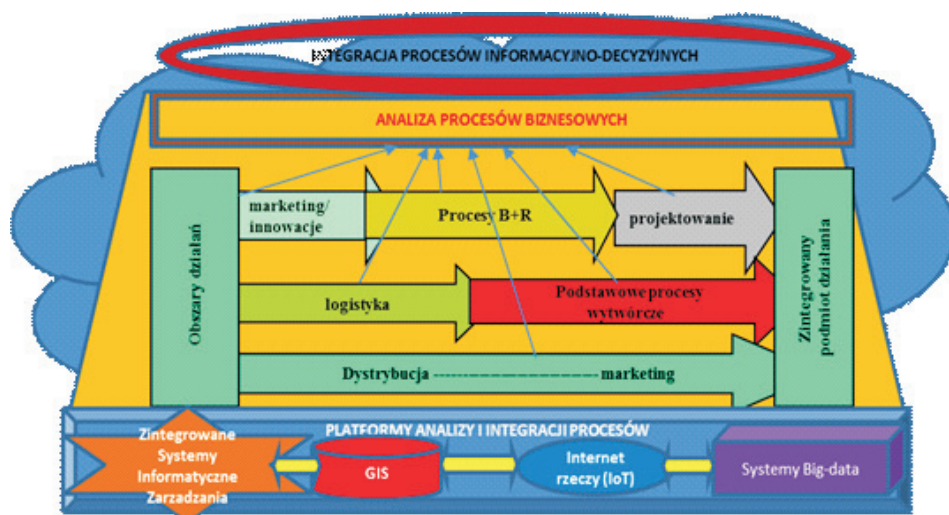 INTEGRACJA PROCESÓW INFORMACYJNO-DECYZYJNYCH
ANALIZA PROCESÓW BIZNESOWYCH
Obszary działań
marketing/
innowacje
Procesy B+R
projektowanie
logistyka
Podstawowe procesy
wytwórcze
Dystrybucja ---------------------------- marketing
Zintegrowany
podmiot działania
PLATFORMY ANALIZY I INTEGRACJI PROCESÓW
Zintegrowane
Systemy
Informatyczne
Zarzadzania
GIS
Internet
rzeczy (IoT)
Systemy Big-data